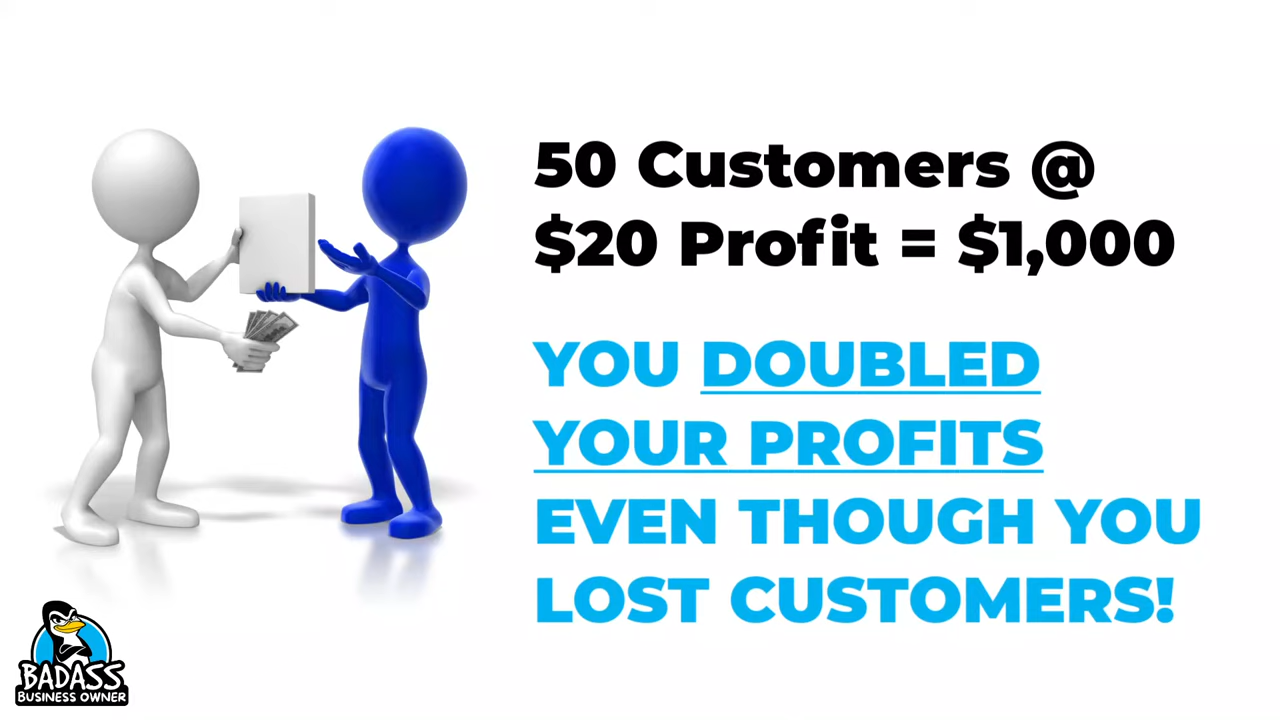 50 Customers @
$20 Profit = $1,000
YOU DOUBLED
YOUR PROFITS
EVEN THOUGH YOU
LOST CUSTOMERS!
BADASS
BUSINESS OWNER